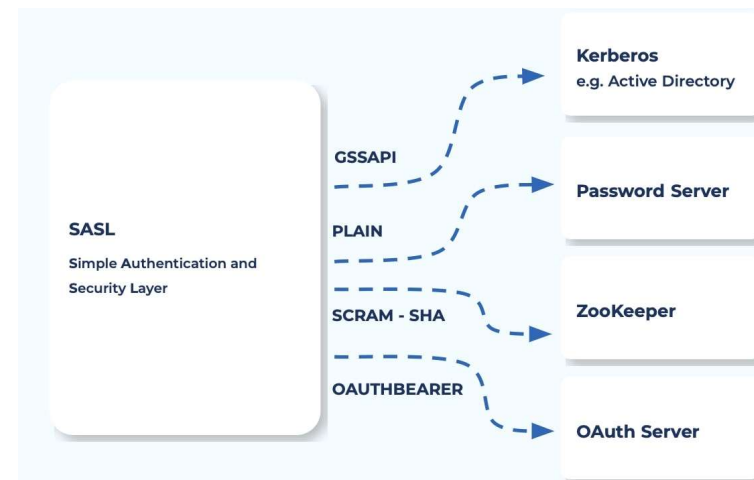 SASL
Simple Authentication and
Security Layer
GSSAPI
PLAIN
SCRAM - SHA
OAUTHBEARER
Kerberos
e.g. Active Directory
Password Server
ZooKeeper
OAuth Server